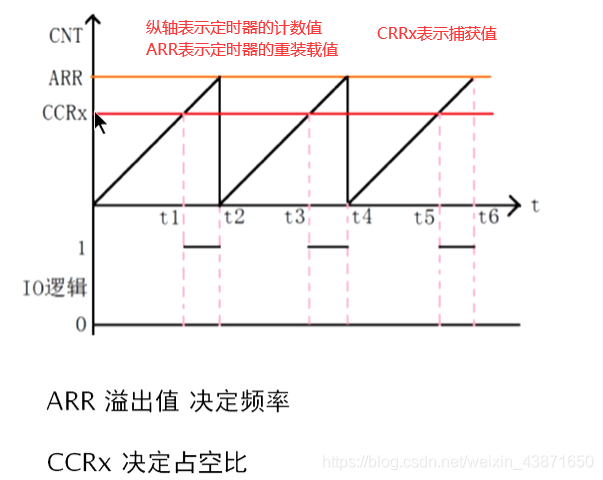 纵轴表示定时器的计数值
ARR表示定时器的重装载值
CRRx表示捕获值
CNT
ARR
CCRx
t1
t2
t3
t4
t5
t6
t
1
IO逻辑
0
ARR 溢出值 决定频率
CCRx 决定占空比
https://blog.csdn.net/weixin_43871650